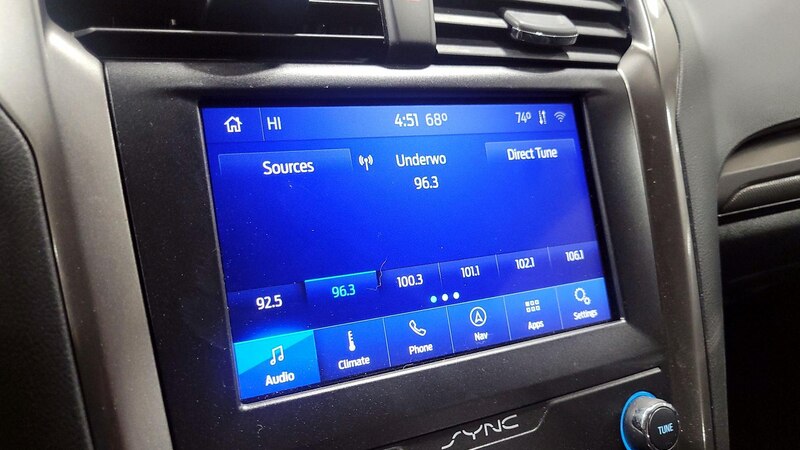 HI 4:51 68° 74°
Sources Underwo Direct Tune
96.3
92.5 96.3 100.3 101.1 102.1 106.1
Audio Climate Phone Nav Apps Settings
SYNC
TUNE